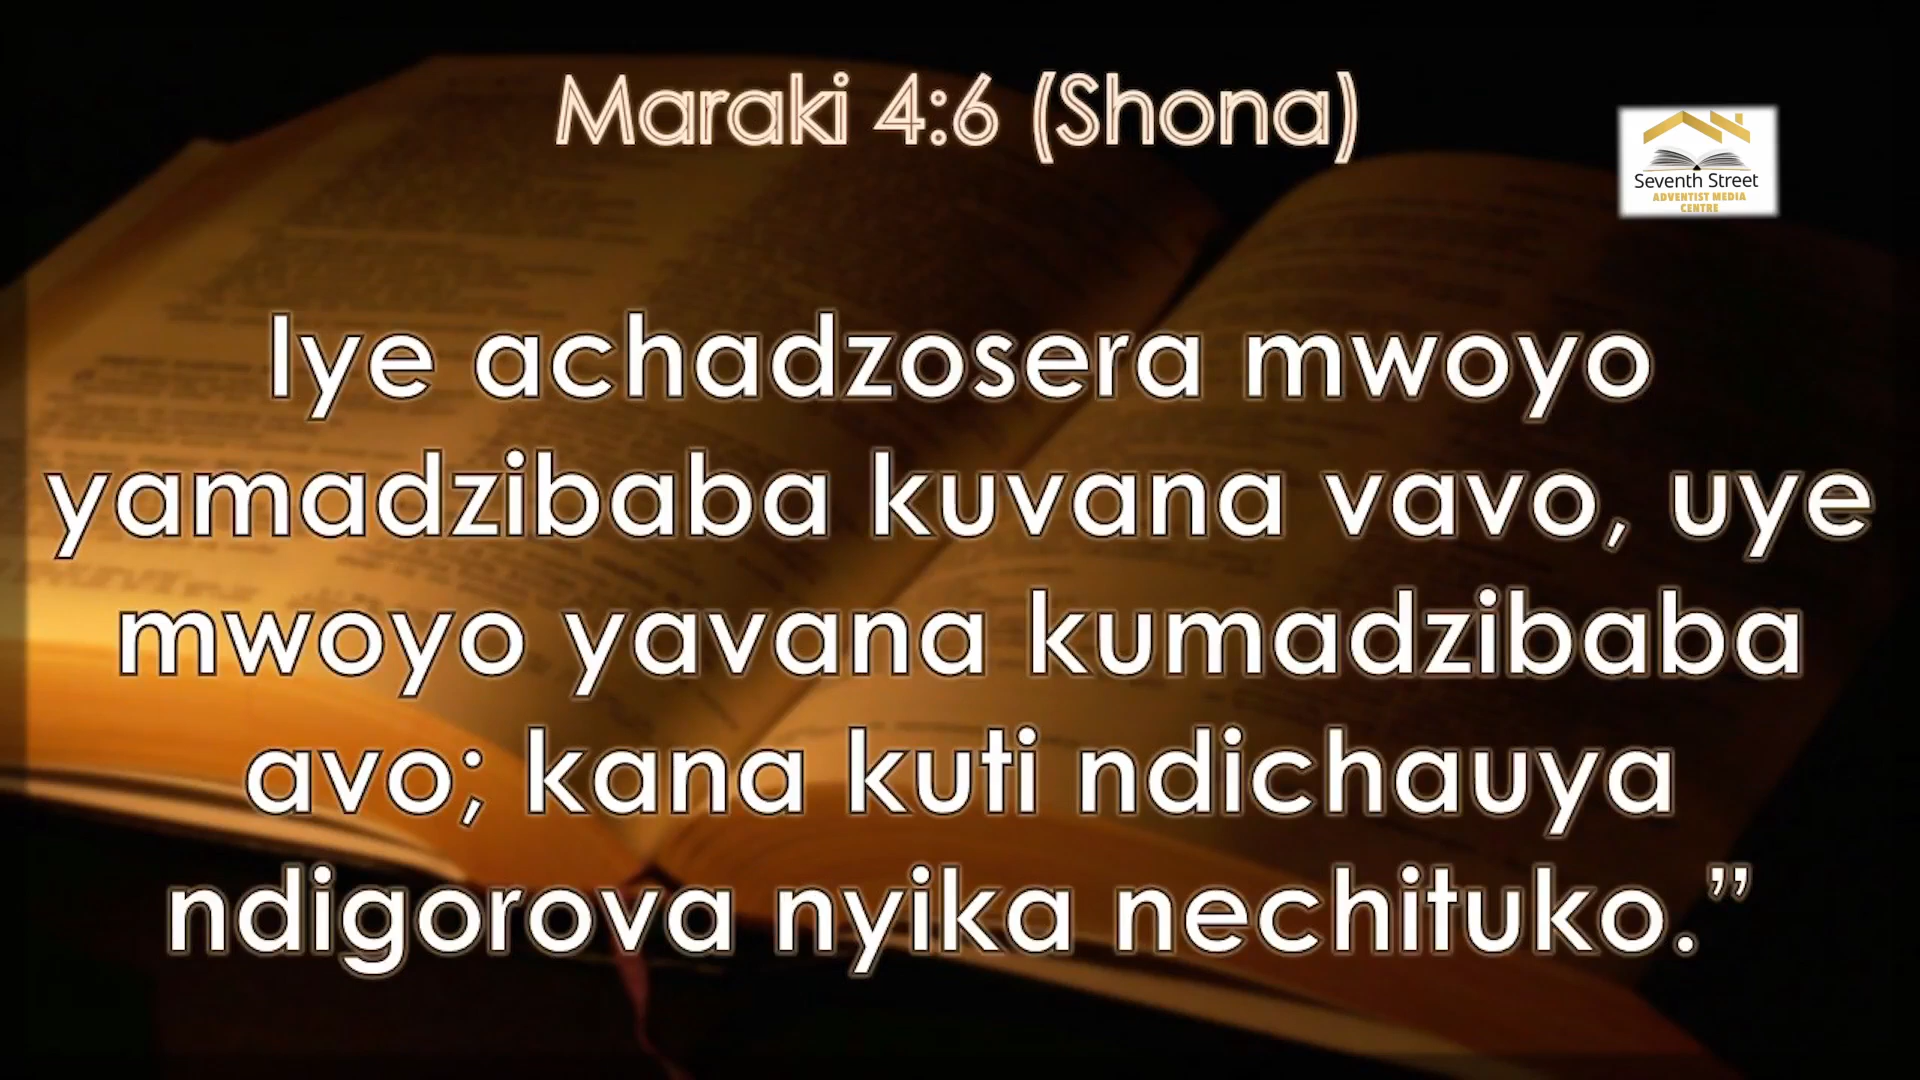 Maraki 4:6 (Shona)
Seventh Street
ADVENTIST MEDIA
CENTRE
Iye achadzosera mwoyo
yamadzibaba kuvana vavo, uye
mwoyo yavana kumadzibaba
avo; kana kuti ndichauya
ndigorova nyika nechituko.”